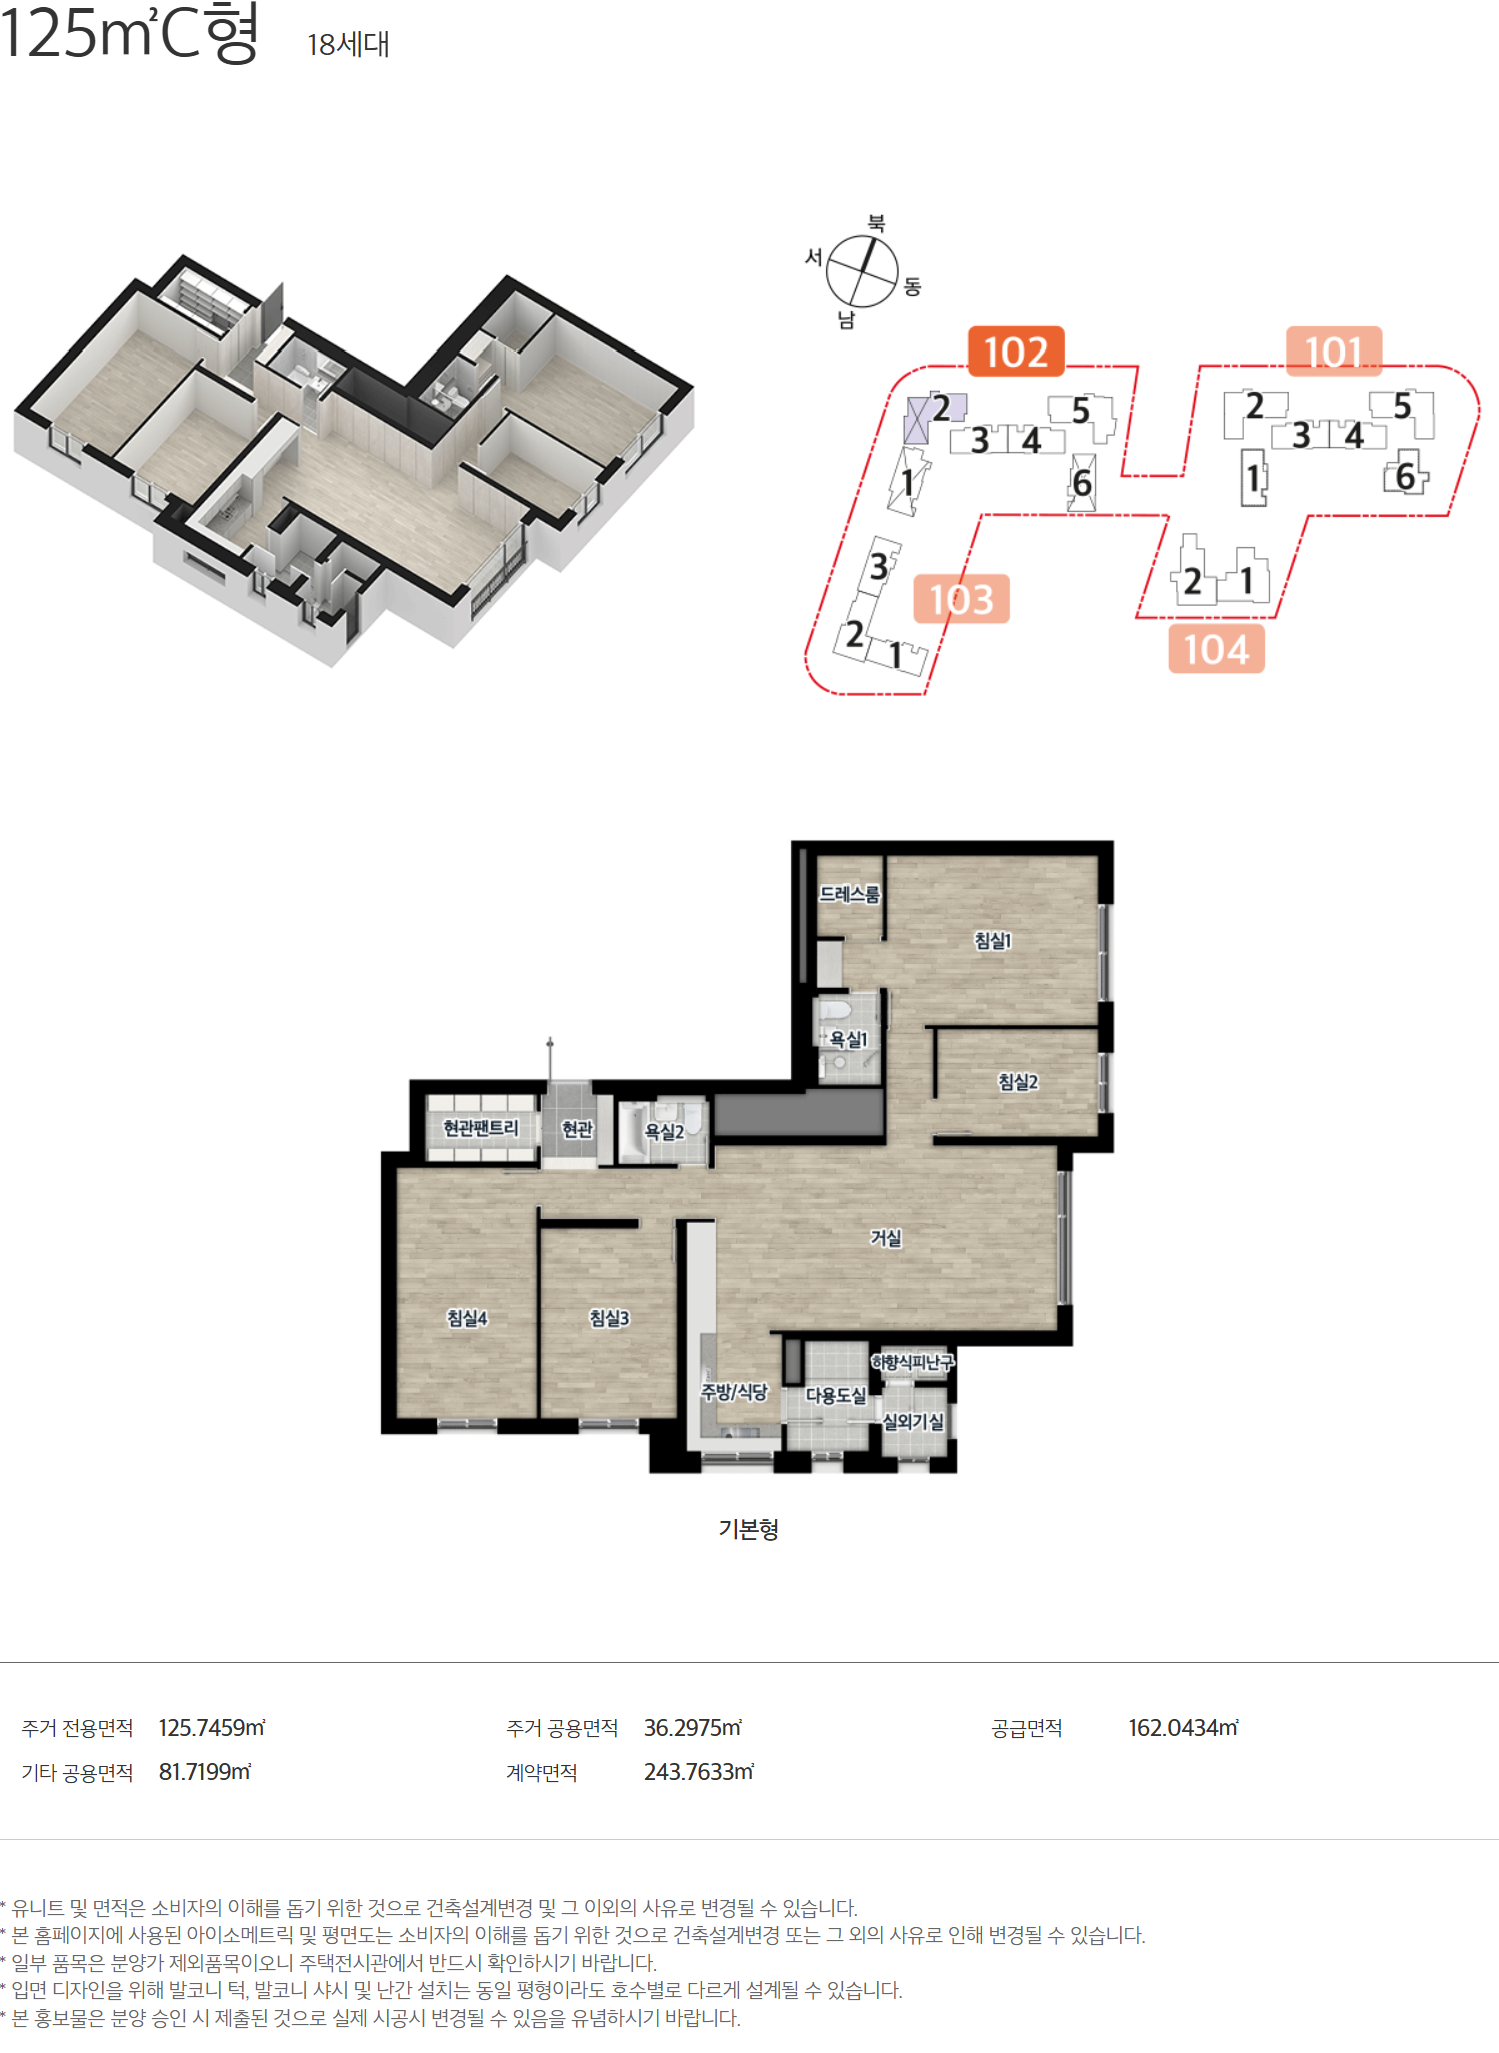 125㎡C형 18세대
북
서
동
남
102
101
2
5
3
4
1
6
2
5
3
4
1
6
3
103
2
1
2
1
104
드레스룸
침실1
욕실1
침실2
현관팬트리
현관
욕실2
거실
침실4
침실3
주방/식당
다용도실
하향식피난구
실외기실
기본형
주거 전용면적 125.7459㎡ 주거 공용면적 36.2975㎡ 공급면적 162.0434㎡
기타 공용면적 81.7199㎡ 계약면적 243.7633㎡
* 유니트 및 면적은 소비자의 이해를 돕기 위한 것으로 건축설계변경 및 그 이외의 사유로 변경될 수 있습니다.
* 본 홈페이지에 사용된 아이소메트릭 및 평면도는 소비자의 이해를 돕기 위한 것으로 건축설계변경 또는 그 외의 사유로 인해 변경될 수 있습니다.
* 일부 품목은 분양가 제외품목이오니 주택전시관에서 반드시 확인하시기 바랍니다.
* 입면 디자인을 위해 발코니 턱, 발코니 샤시 및 난간 설치는 동일 평형이라도 호수별로 다르게 설계될 수 있습니다.
* 본 홍보물은 분양 승인 시 제출된 것으로 실제 시공시 변경될 수 있음을 유념하시기 바랍니다.